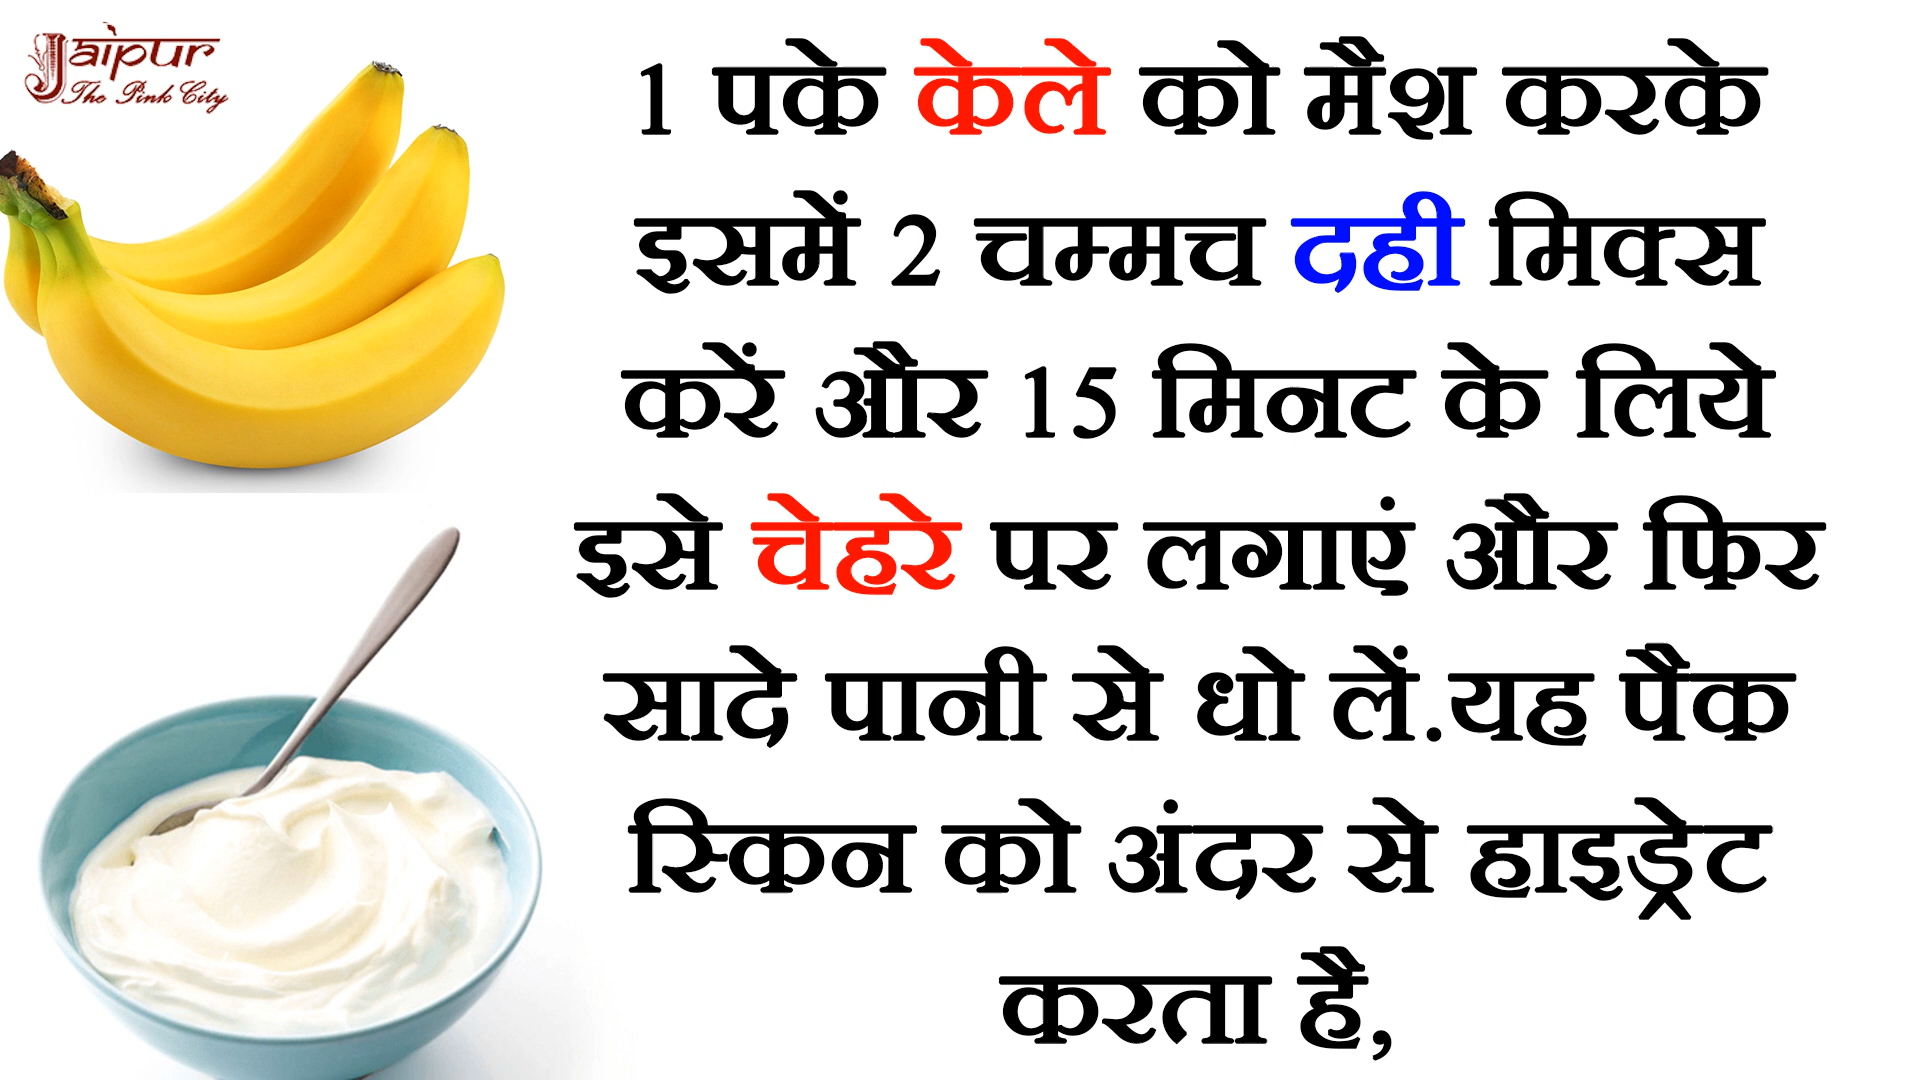 Jaipur
The Pink City
1 पके केले को मैश करके
इसमें 2 चम्मच दही मिक्स
करें और 15 मिनट के लिये
इसे चेहरे पर लगाएं और फिर
सादे पानी से धो लें.यह पैक
स्किन को अंदर से हाइड्रेट
करता है,